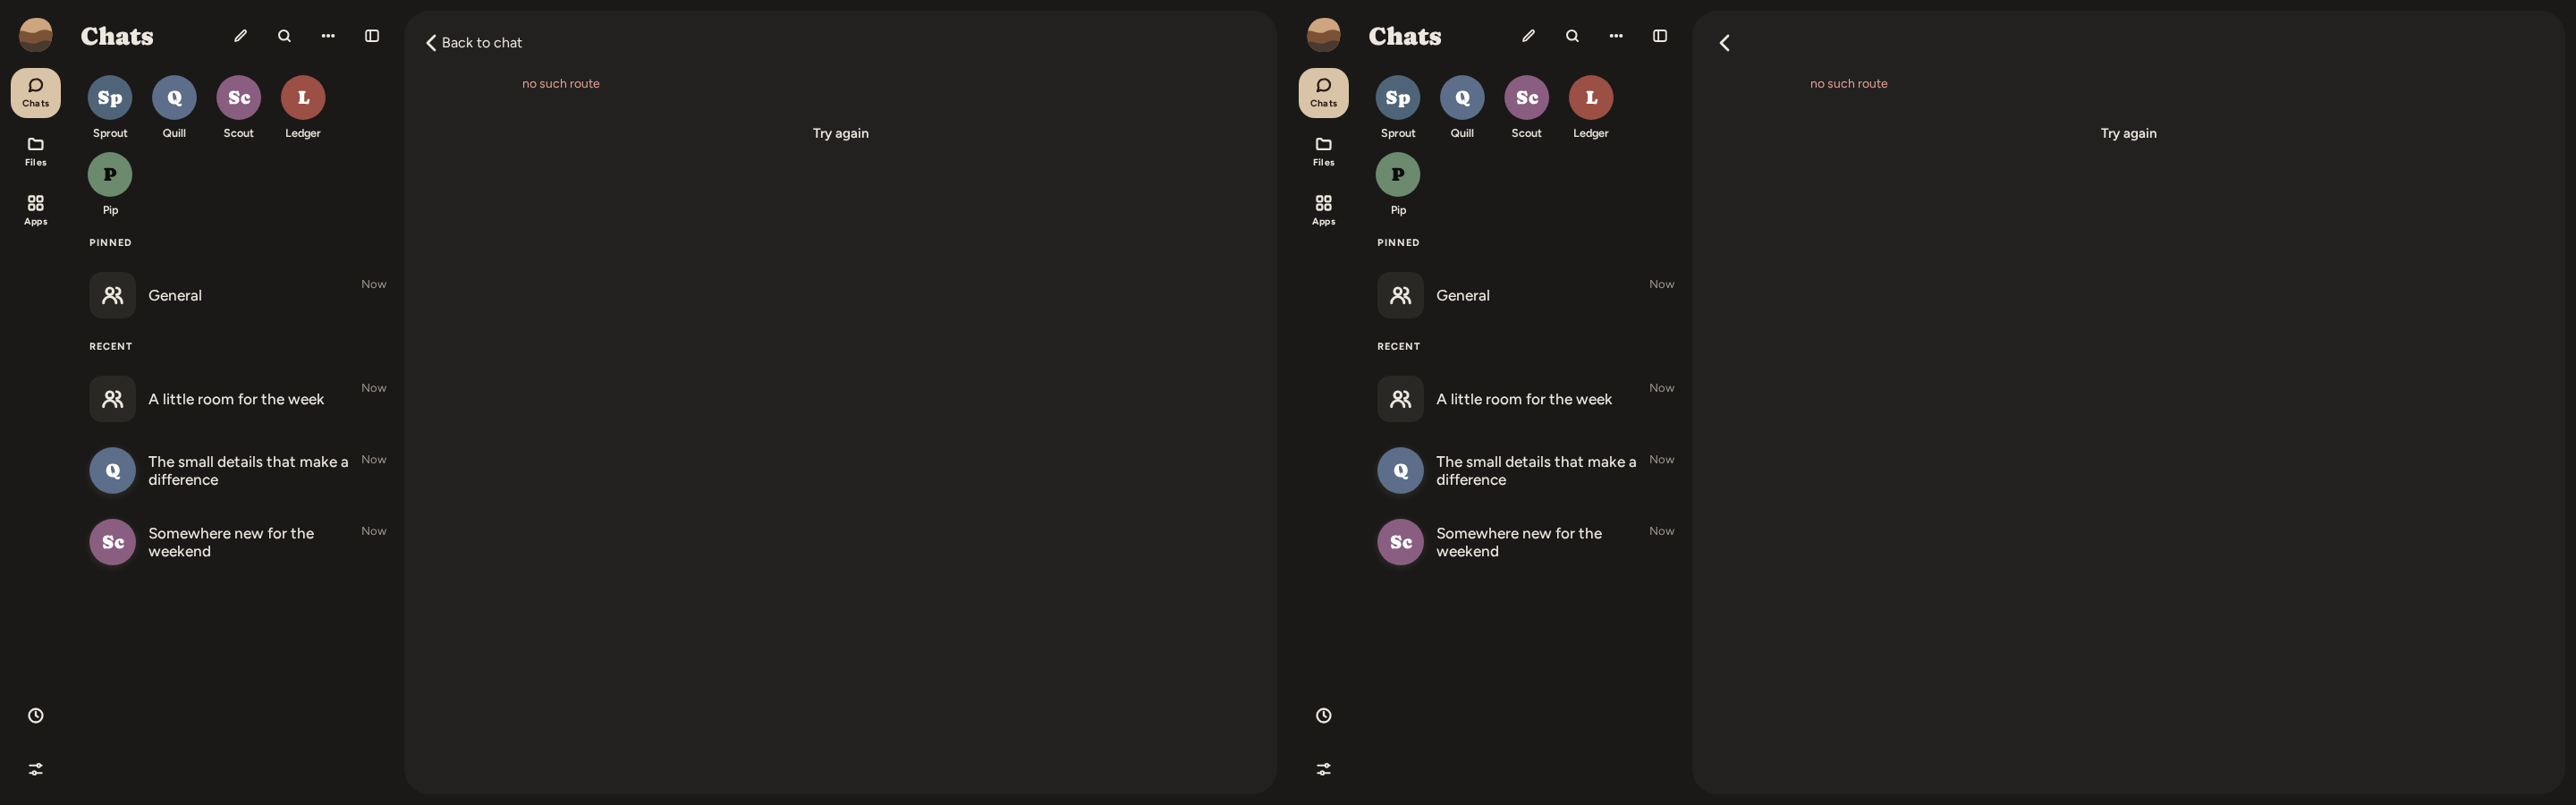 Chats
Back to chat
no such route
Try again
Chats
Files
Apps
Sp
Q
Sc
L
Sprout
Quill
Scout
Ledger
P
Pip
PINNED
General
Now
RECENT
A little room for the week
Now
Q
The small details that make a
difference
Now
Sc
Somewhere new for the
weekend
Now
Chats
no such route
Try again
Chats
Files
Apps
Sp
Q
Sc
L
Sprout
Quill
Scout
Ledger
P
Pip
PINNED
General
Now
RECENT
A little room for the week
Now
Q
The small details that make a
difference
Now
Sc
Somewhere new for the
weekend
Now